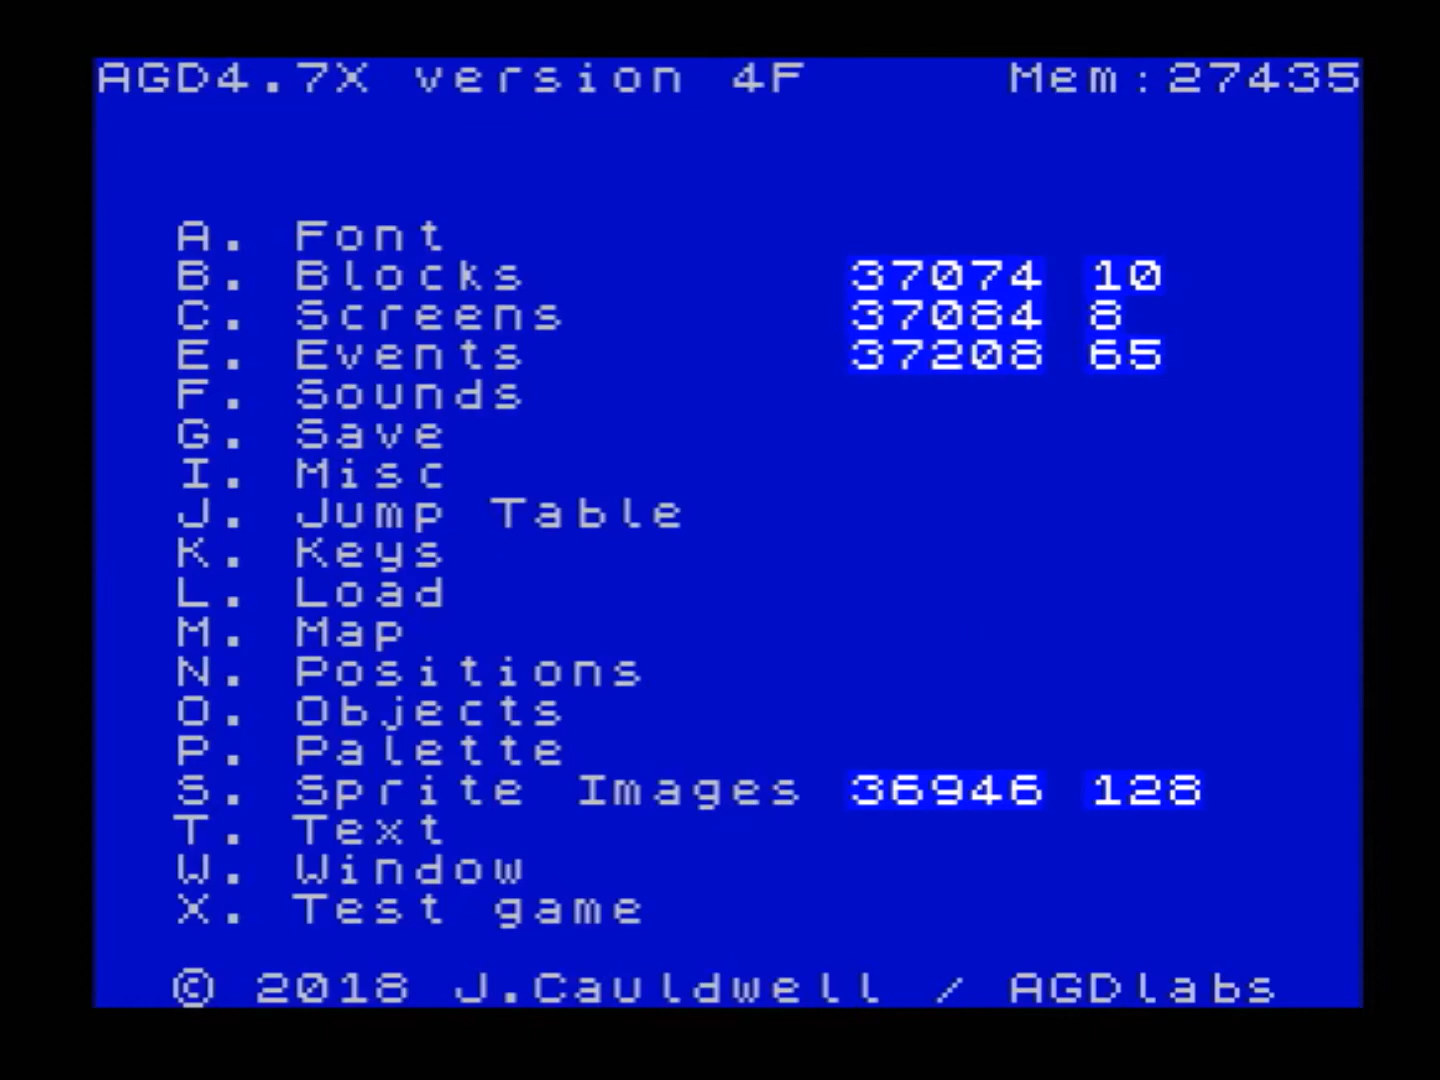 AGD4.7X version 4F Mem:27435
A. Font
B. Blocks 37074 10
C. Screens 37084 8
E. Events 37208 65
F. Sounds
G. Save
I. Misc
J. Jump Table
K. Keys
L. Load
M. Map
N. Positions
O. Objects
P. Palette
S. Sprite Images 36946 128
T. Text
W. Window
X. Test game
© 2018 J.Cauldwell / AGDlabs